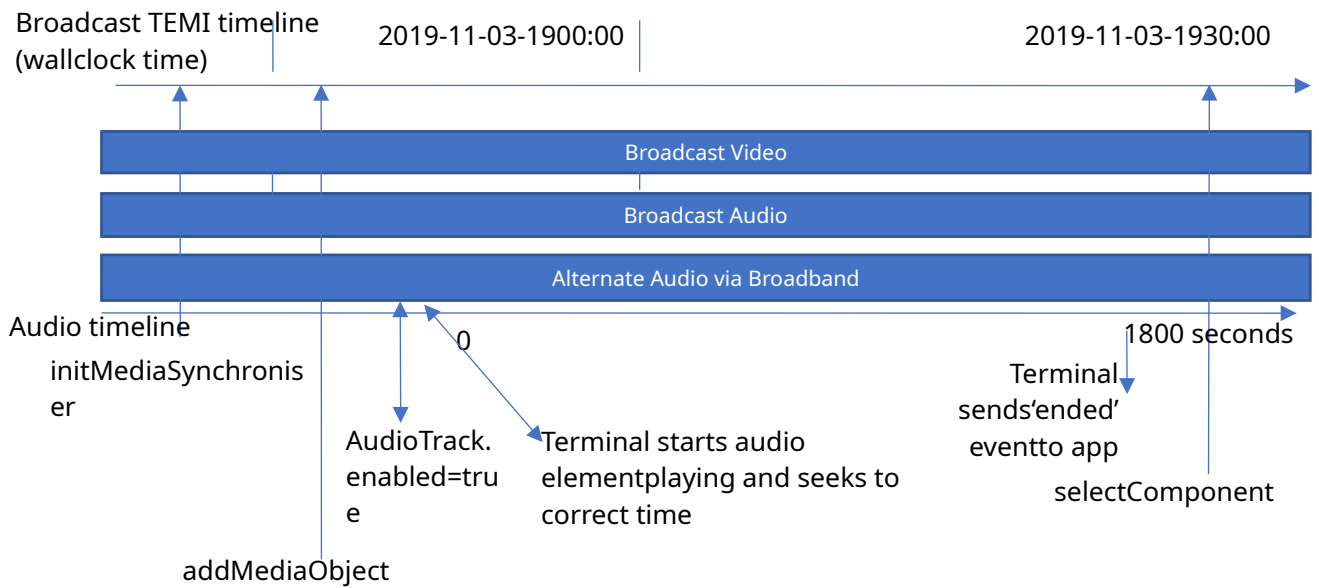 Broadcast TEMI timeline
(wallclock time)
2019-11-03-1900:00
2019-11-03-1930:00
Broadcast Video
Broadcast Audio
Alternate Audio via Broadband
Audio timeline
0
1800 seconds
initMediaSynchronis
er
Terminal
sends‘ended’
eventto app
AudioTrack.
enabled=tru
e
Terminal starts audio
elementplaying and seeks to
correct time
selectComponent
addMediaObject